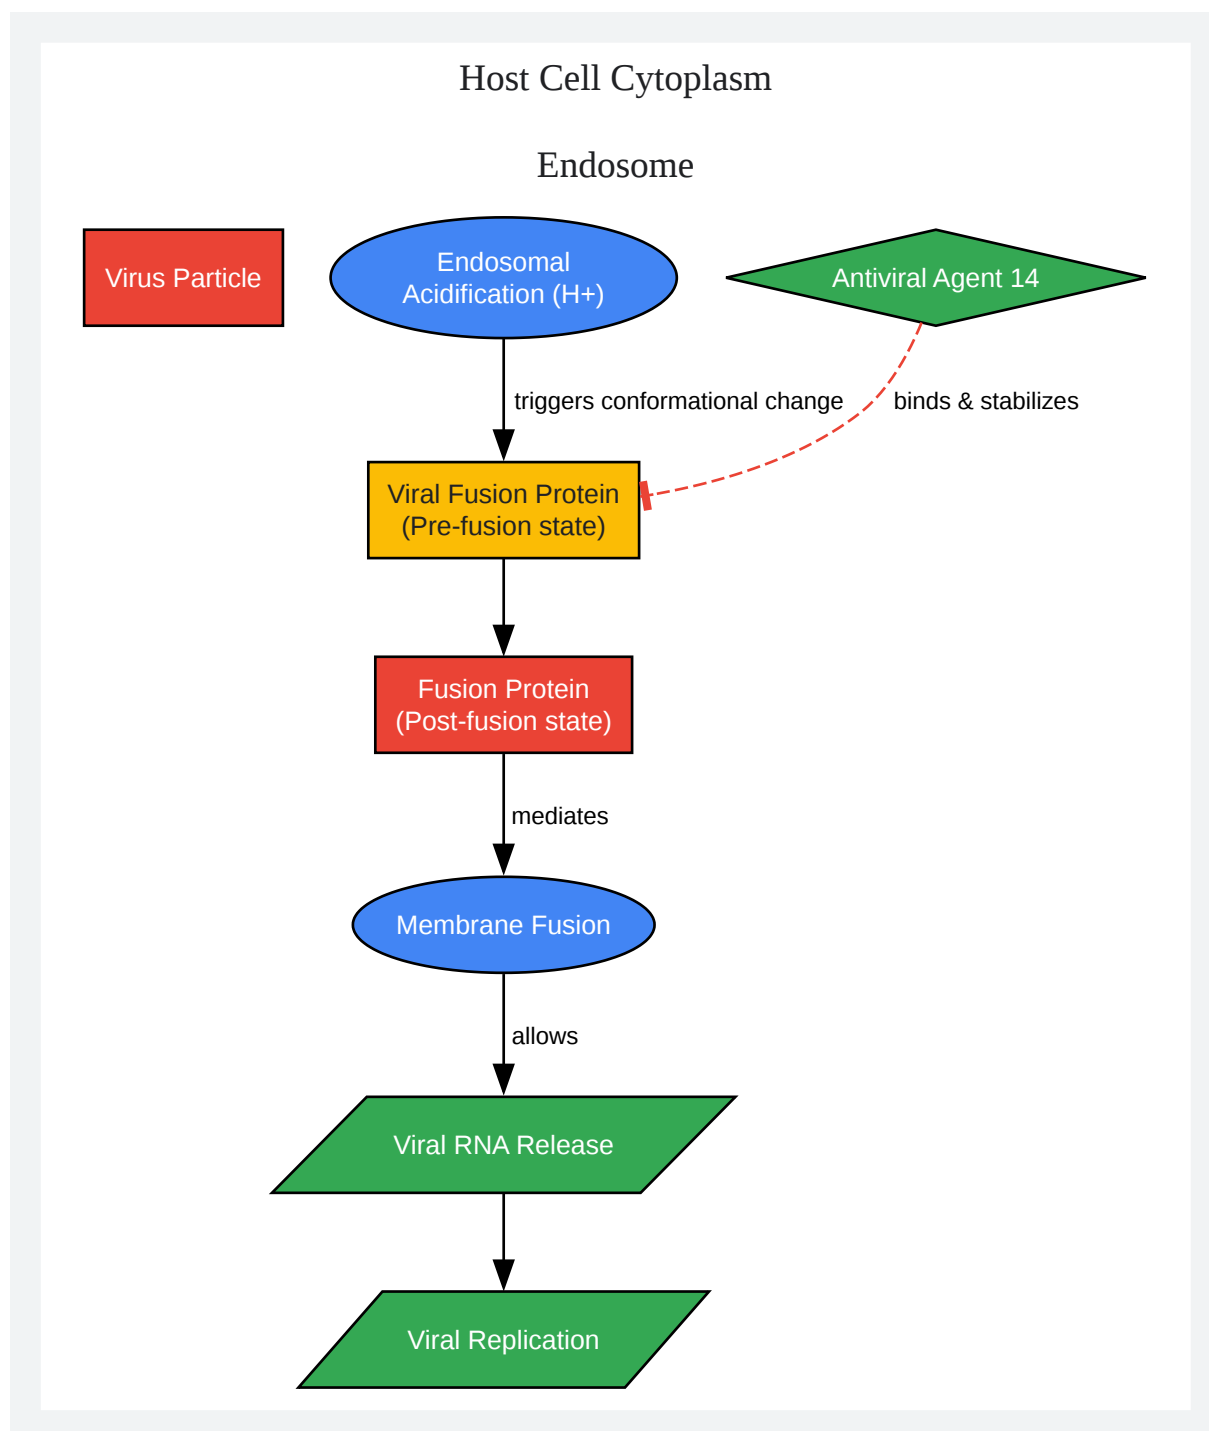 Host Cell Cytoplasm
Endosome
Virus Particle
Endosomal
Acidification (H+)
Antiviral Agent 14
triggers conformational change
binds & stabilizes
Viral Fusion Protein
(Pre-fusion state)
Fusion Protein
(Post-fusion state)
mediates
Membrane Fusion
allows
Viral RNA Release
Viral Replication